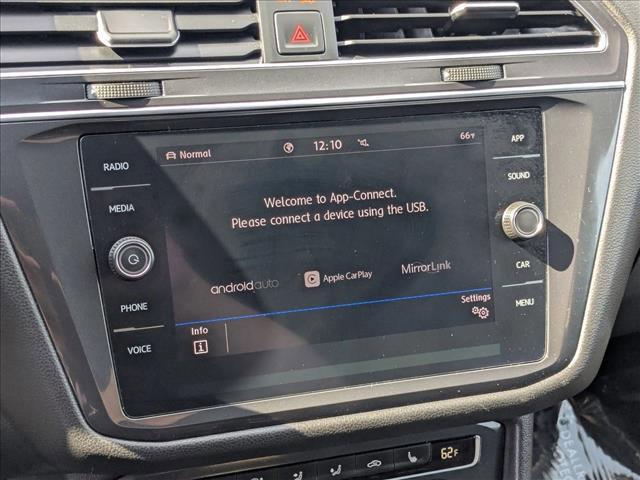 RADIO
MEDIA
PHONE
VOICE
Normal
12:10
66°F
Welcome to App-Connect.
Please connect a device using the USB.
androidauto
Apple CarPlay
MirrorLink
Settings
Info
i
APP
SOUND
CAR
MENU
62°F
DEALE